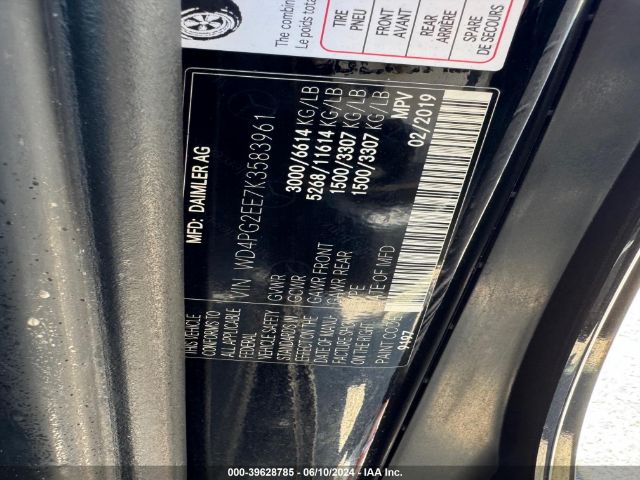 The combin
Le poids total
TIRE
PNEU
FRONT
AVANT
REAR
ARRIÈRE
SPARE
DE SECOURS
MFD: DAIMLER AG
VIN WD4PG2EE7K3583961
THIS VEHICLE
CONFORMS TO
ALL APPLICABLE
FEDERAL
VEHICLE SAFETY
STANDARDS IN
EFFECT ON THE
DATE OF MANU-
FACTURE SHOWN
ON THE RIGHT.
GVWR 3000/6614 KG/LB
GCWR 5268/11614 KG/LB
GAWR FRONT 1500/3307 KG/LB
GAWR REAR 1500/3307 KG/LB
TYPE MPV
DATE OF MFD 02/2019
PAINT CODE:
9197
000-39628785 - 06/10/2024 - IAA Inc.